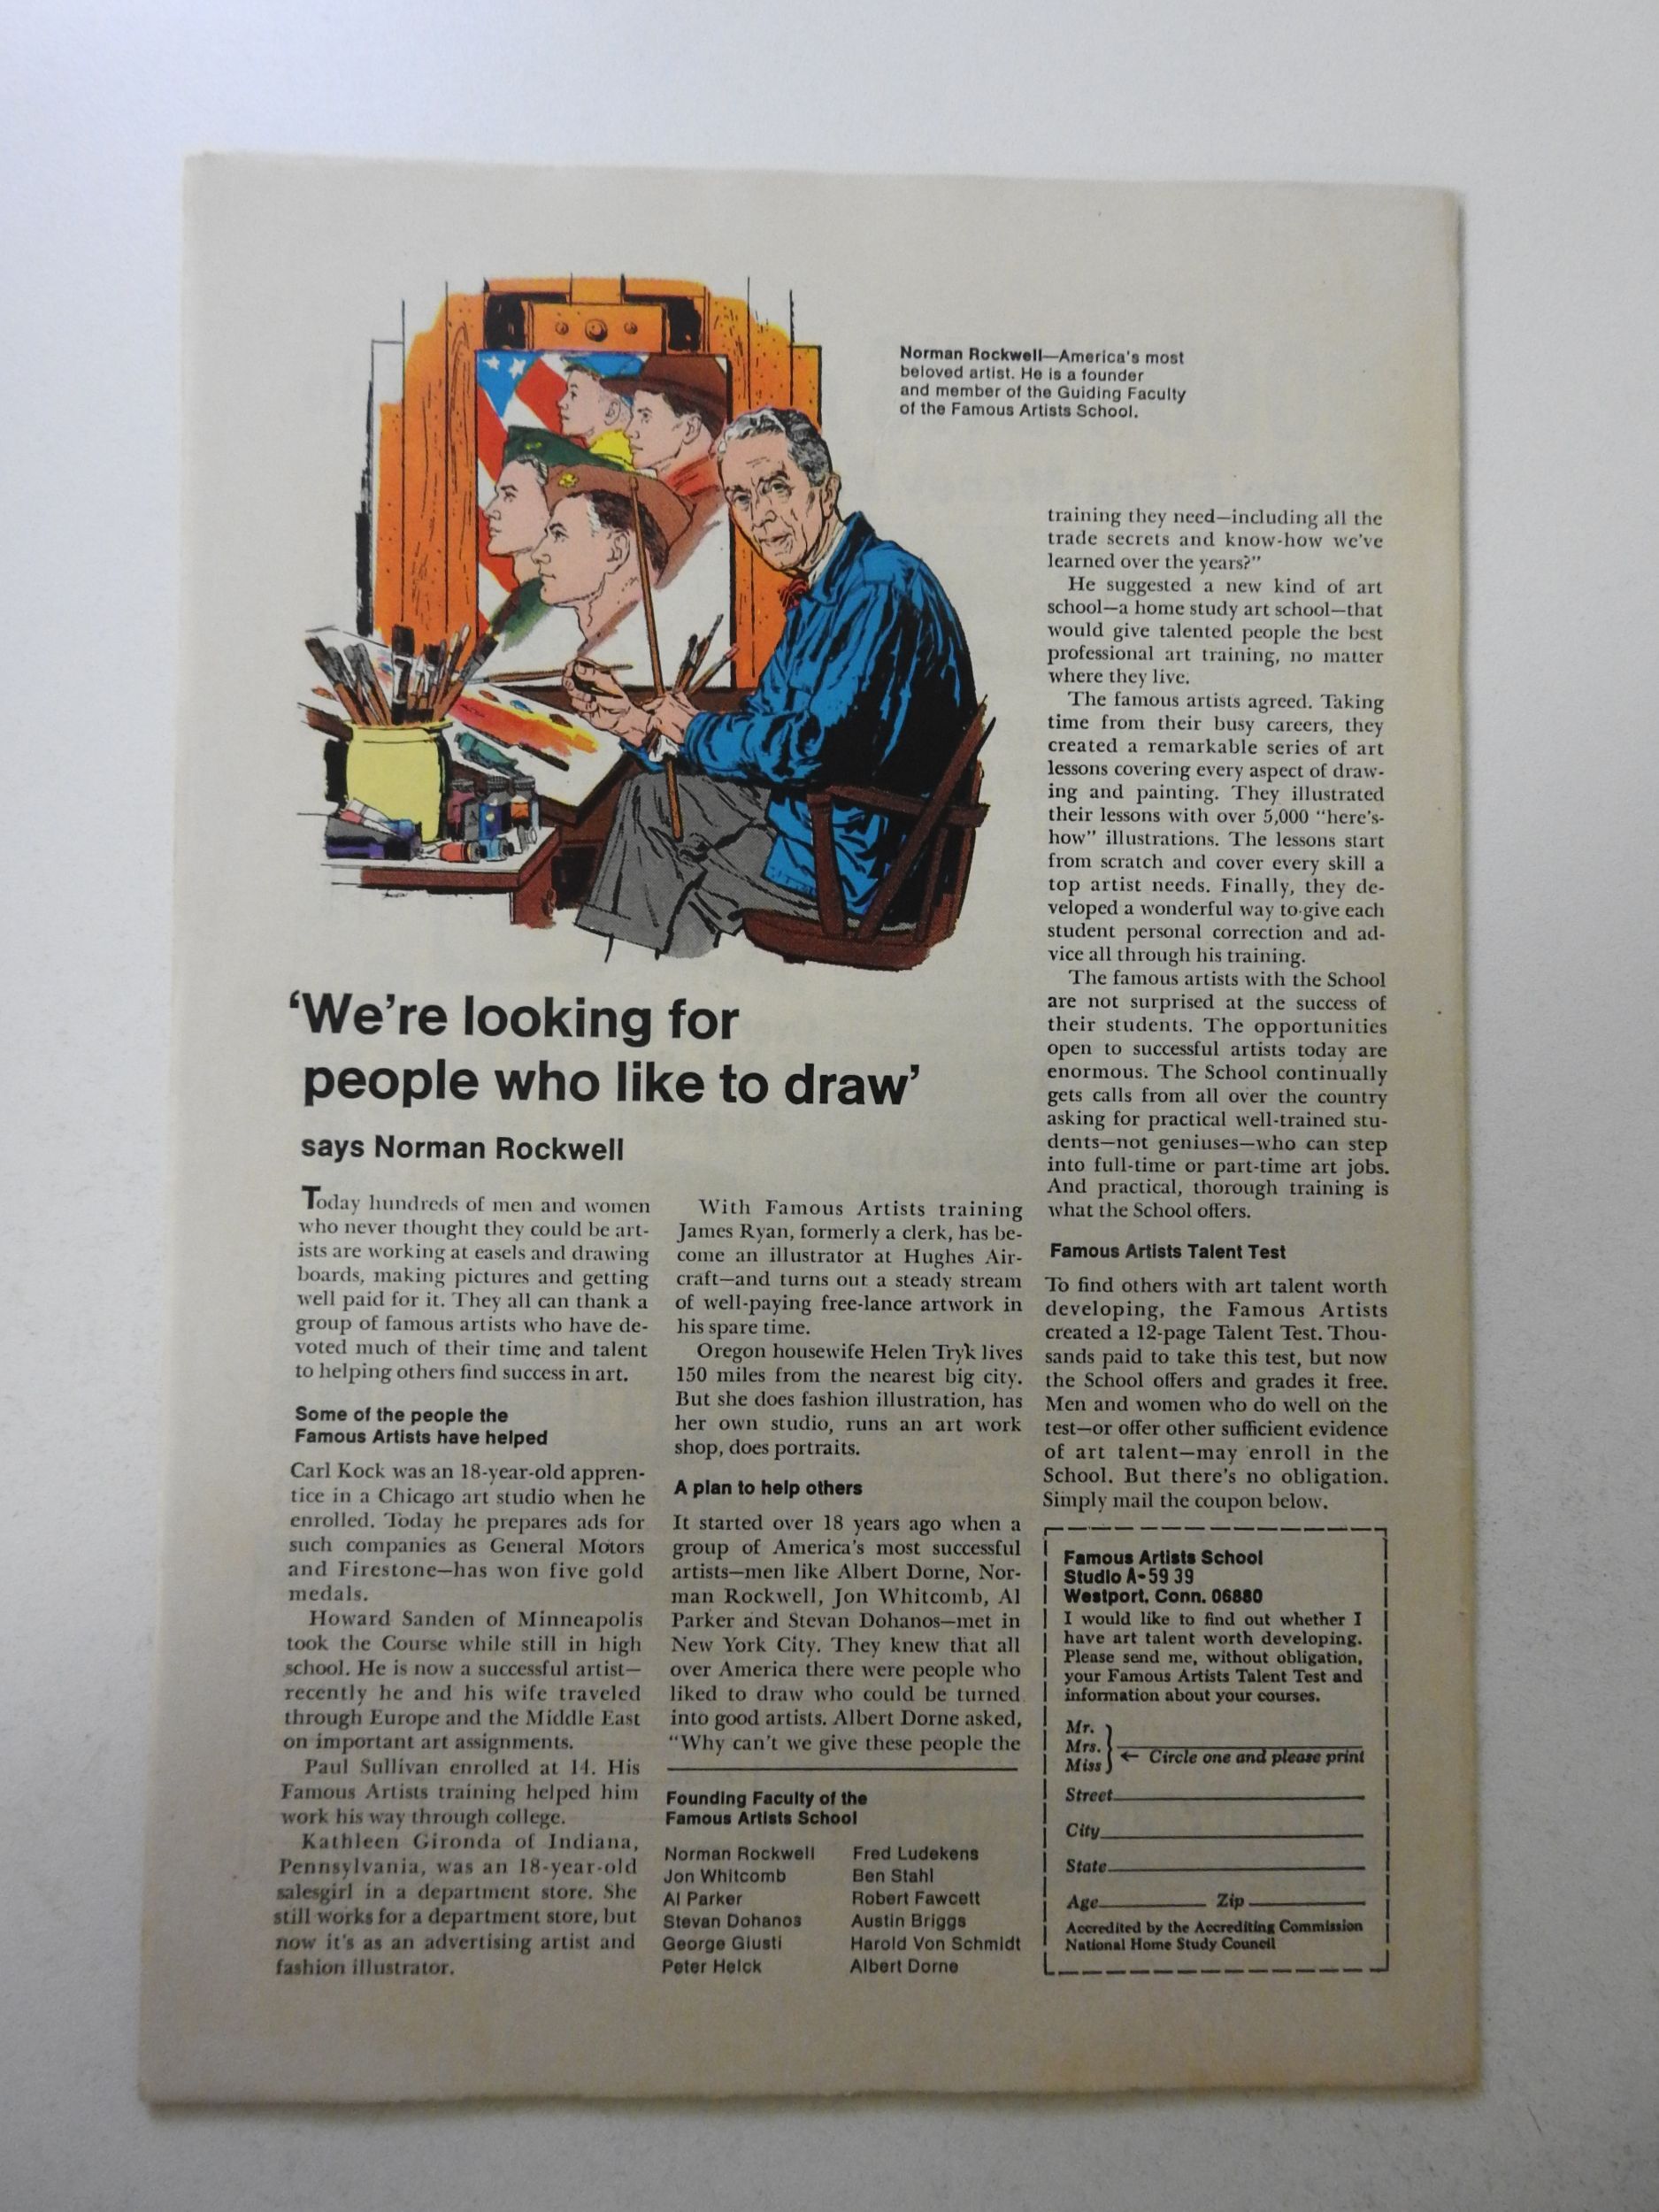 Norman Rockwell—America's most
beloved artist. He is a founder
and member of the Guiding Faculty
of the Famous Artists School.
‘We're looking for
people who like to draw’
says Norman Rockwell
Today hundreds of men and women
who never thought they could be art-
ists are working at easels and drawing
boards, making pictures and getting
well paid for it. They all can thank a
group of famous artists who have de-
voted much of their time and talent
to helping others find success in art.
Some of the people the
Famous Artists have helped
Carl Kock was an 18-year-old appren-
tice in a Chicago art studio when he
enrolled. Today he prepares ads for
such companies as General Motors
and Firestone—has won five gold
medals.
Howard Sanden of Minneapolis
took the Course while still in high
school. He is now a successful artist—
recently he and his wife traveled
through Europe and the Middle East
on important art assignments.
Paul Sullivan enrolled at 14. His
Famous Artists training helped him
work his way through college.
Kathleen Gironda of Indiana,
Pennsylvania, was an 18-year-old
salesgirl in a department store. She
still works for a department store, but
now it's as an advertising artist and
fashion illustrator.
With Famous Artists training
James Ryan, formerly a clerk, has be-
come an illustrator at Hughes Air-
craft—and turns out a steady stream
of well-paying free-lance artwork in
his spare time.
Oregon housewife Helen Tryk lives
150 miles from the nearest big city.
But she does fashion illustration, has
her own studio, runs an art work
shop, does portraits.
A plan to help others
It started over 18 years ago when a
group of America's most successful
artists—men like Albert Dorne, Nor-
man Rockwell, Jon Whitcomb, Al
Parker and Stevan Dohanos—met in
New York City. They knew that all
over America there were people who
liked to draw who could be turned
into good artists. Albert Dorne asked,
“Why can't we give these people the
Founding Faculty of the
Famous Artists School
Norman Rockwell
Jon Whitcomb
Al Parker
Stevan Dohanos
George Giusti
Peter Helck
Fred Ludekens
Ben Stahl
Robert Fawcett
Austin Briggs
Harold Von Schmidt
Albert Dorne
training they need—including all the
trade secrets and know-how we've
learned over the years?”
He suggested a new kind of art
school—a home study art school—that
would give talented people the best
professional art training, no matter
where they live.
The famous artists agreed. Taking
time from their busy careers, they
created a remarkable series of art
lessons covering every aspect of draw-
ing and painting. They illustrated
their lessons with over 5,000 “here's-
how” illustrations. The lessons start
from scratch and cover every skill a
top artist needs. Finally, they de-
veloped a wonderful way to give each
student personal correction and ad-
vice all through his training.
The famous artists with the School
are not surprised at the success of
their students. The opportunities
open to successful artists today are
enormous. The School continually
gets calls from all over the country
asking for practical well-trained stu-
dents—not geniuses—who can step
into full-time or part-time art jobs.
And practical, thorough training is
what the School offers.
Famous Artists Talent Test
To find others with art talent worth
developing, the Famous Artists
created a 12-page Talent Test. Thou-
sands paid to take this test, but now
the School offers and grades it free.
Men and women who do well on the
test—or offer other sufficient evidence
of art talent—may enroll in the
School. But there's no obligation.
Simply mail the coupon below.
Famous Artists School
Studio A-5939
Westport, Conn. 06880
I would like to find out whether I
have art talent worth developing.
Please send me, without obligation,
your Famous Artists Talent Test and
information about your courses.
Mr.
Mrs.
Miss
← Circle one and please print
Street
City
State
Age Zip
Accredited by the Accrediting Commission
National Home Study Council